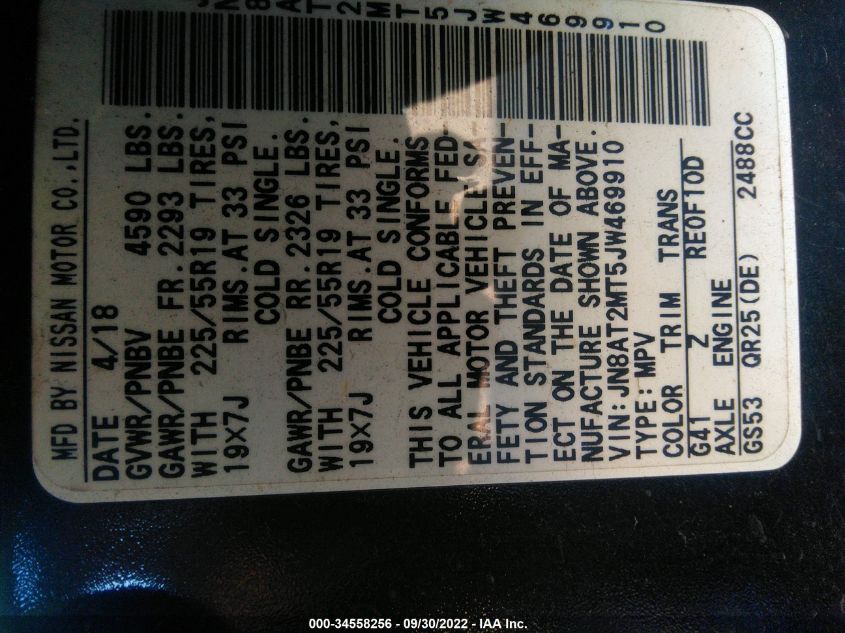 JN8AT2MT5JW469910
MFD BY NISSAN MOTOR CO.,LTD.
DATE 4/18
GVWR/PNBV 4590 LBS.
GAWR/PNBE FR.2293 LBS.
WITH 225/55R19 TIRES,
19X7J RIMS.AT 33 PSI
COLD SINGLE.
GAWR/PNBE RR.2326 LBS.
WITH 225/55R19 TIRES,
19X7J RIMS.AT 33 PSI
COLD SINGLE.
THIS VEHICLE CONFORMS
TO ALL APPLICABLE FED-
ERAL MOTOR VEHICLE SA-
FETY AND THEFT PREVEN-
TION STANDARDS IN EFF-
ECT ON THE DATE OF MA-
NUFACTURE SHOWN ABOVE.
VIN:JN8AT2MT5JW469910
TYPE:MPV
COLOR TRIM TRANS
G41 Z RE0F10D
AXLE ENGINE
GS53 QR25(DE) 2488CC
000-34558256 - 09/30/2022 - IAA Inc.